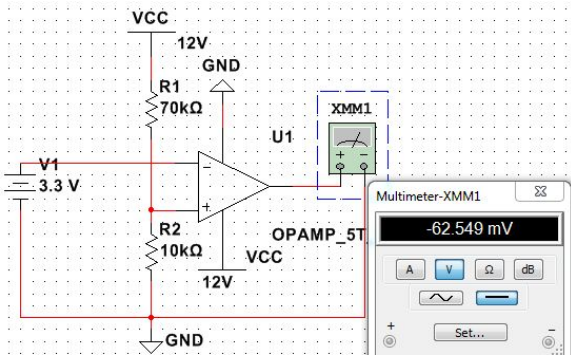 VCC
12V
GND
R1
70kΩ
XMM1
U1
V1
3.3 V
Multimeter-XMM1
-62.549 mV
R2
10kΩ
OPAMP_5T
VCC
12V
A
V
Ω
dB
Set...
GND